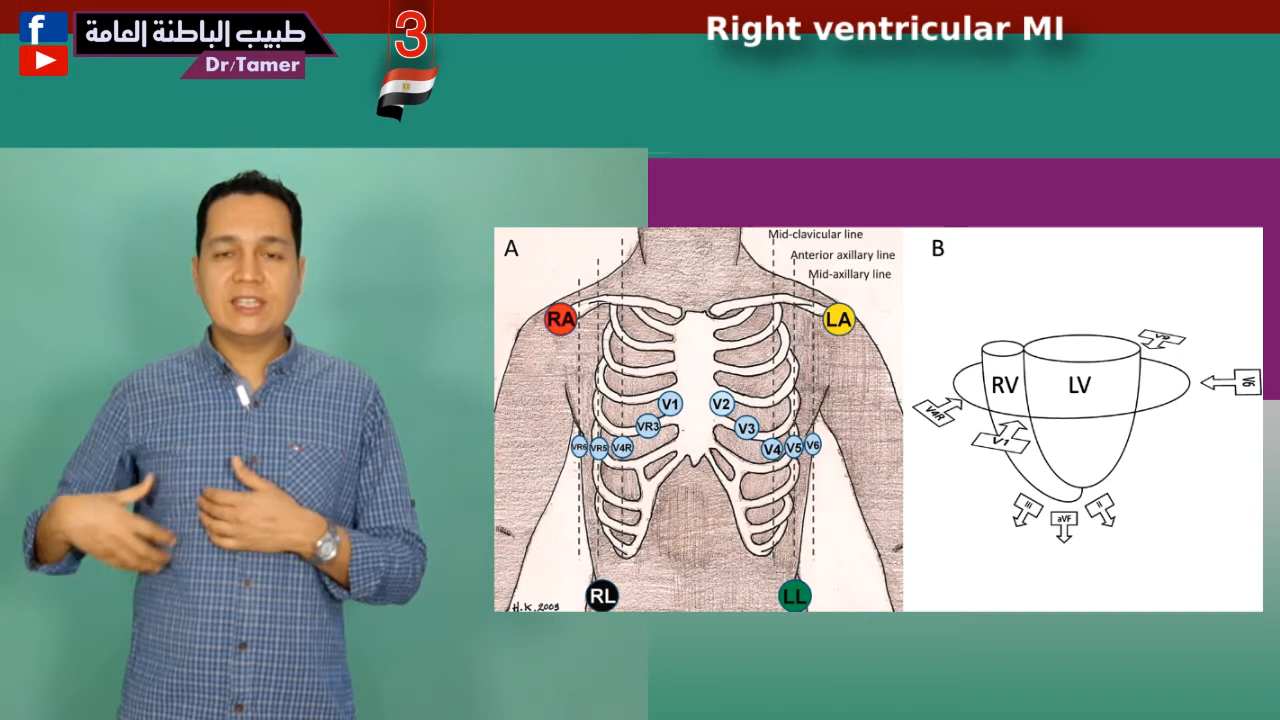 f
طبيب الباطنة العامة
Dr/Tamer
3
Right ventricular MI
A
Mid-clavicular line
Anterior axillary line
Mid-axillary line
RA
LA
V1
V2
VR3
V3
VR6
VR5
V4R
V4
V5
V6
RL
LL
H.K.2009
B
RV
LV
V9
V6
V4R
V1
III
aVF
II